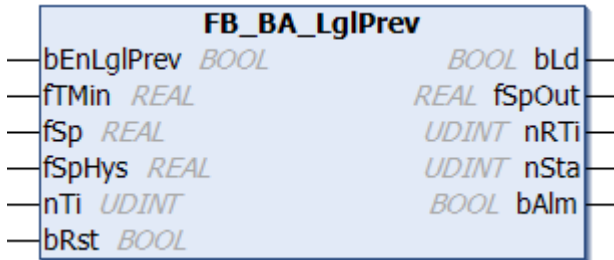 FB_BA_LglPrev
bEnLglPrev BOOL BOOL bLd
fTMin REAL REAL fSpOut
fSp REAL UDINT nRTi
fSpHys REAL UDINT nSta
nTi UDINT BOOL bAlm
bRst BOOL